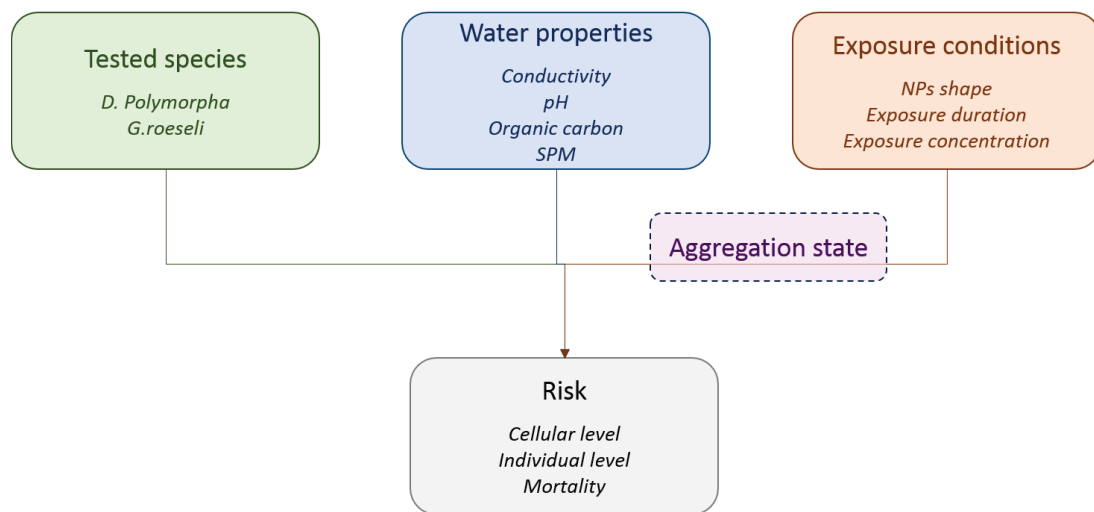 Tested species
D. Polymorpha
G.roeseli
Water properties
Conductivity
pH
Organic carbon
SPM
Exposure conditions
NPs shape
Exposure duration
Exposure concentration
Aggregation state
Risk
Cellular level
Individual level
Mortality